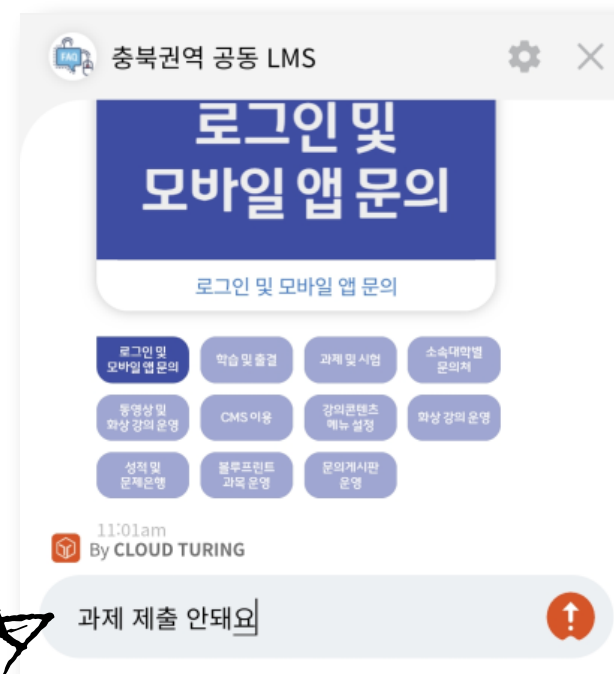 FAQ
충북권역 공동 LMS
로그인 및
모바일 앱 문의
로그인 및 모바일 앱 문의
로그인 및
모바일 앱 문의
학습 및 출결
과제 및 시험
소속대학별
문의처
동영상 및
화상 강의 운영
CMS 이용
강의콘텐츠
메뉴 설정
화상 강의 운영
성적 및
문제은행
블루프린트
과목 운영
문의게시판
운영
11:01am
By CLOUD TURING
과제 제출 안돼요